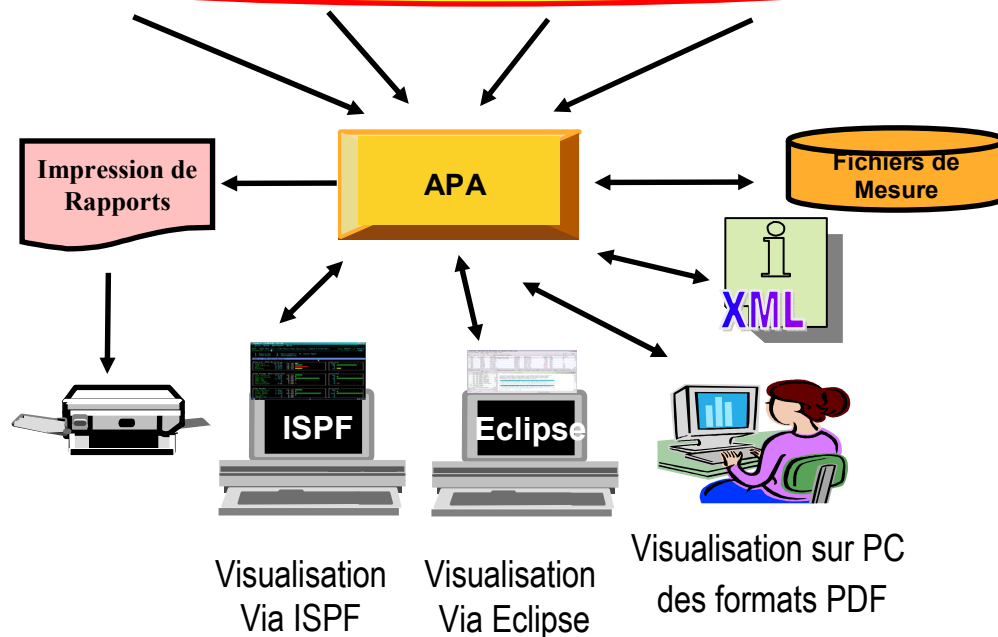 Impression de
Rapports
APA
Fichiers de
Mesure
XML
ISPF
Eclipse
Visualisation
Via ISPF
Visualisation
Via Eclipse
Visualisation sur PC
des formats PDF